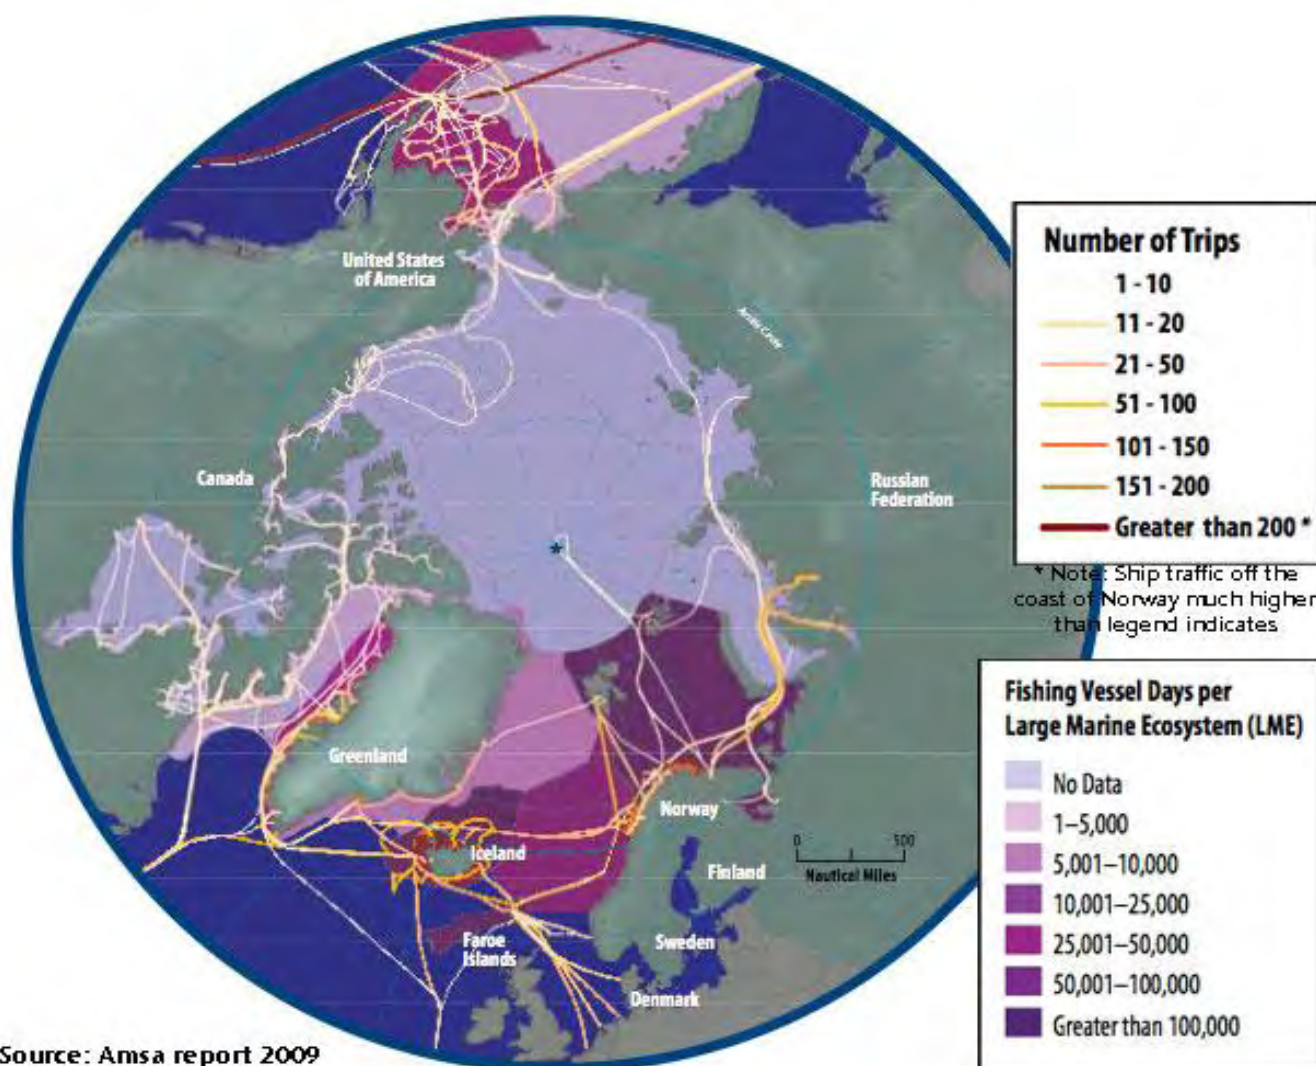 United States
of America
Arctic Circle
Canada
Russian
Federation
Greenland
Norway
Iceland
Finland
Faroe
Islands
Sweden
Denmark
0 500
Nautical Miles
Number of Trips
1 - 10
11 - 20
21 - 50
51 - 100
101 - 150
151 - 200
Greater than 200 *
* Note: Ship traffic off the
coast of Norway much higher
than legend indicates
Fishing Vessel Days per
Large Marine Ecosystem (LME)
No Data
1–5,000
5,001–10,000
10,001–25,000
25,001–50,000
50,001–100,000
Greater than 100,000
Source: Amsa report 2009